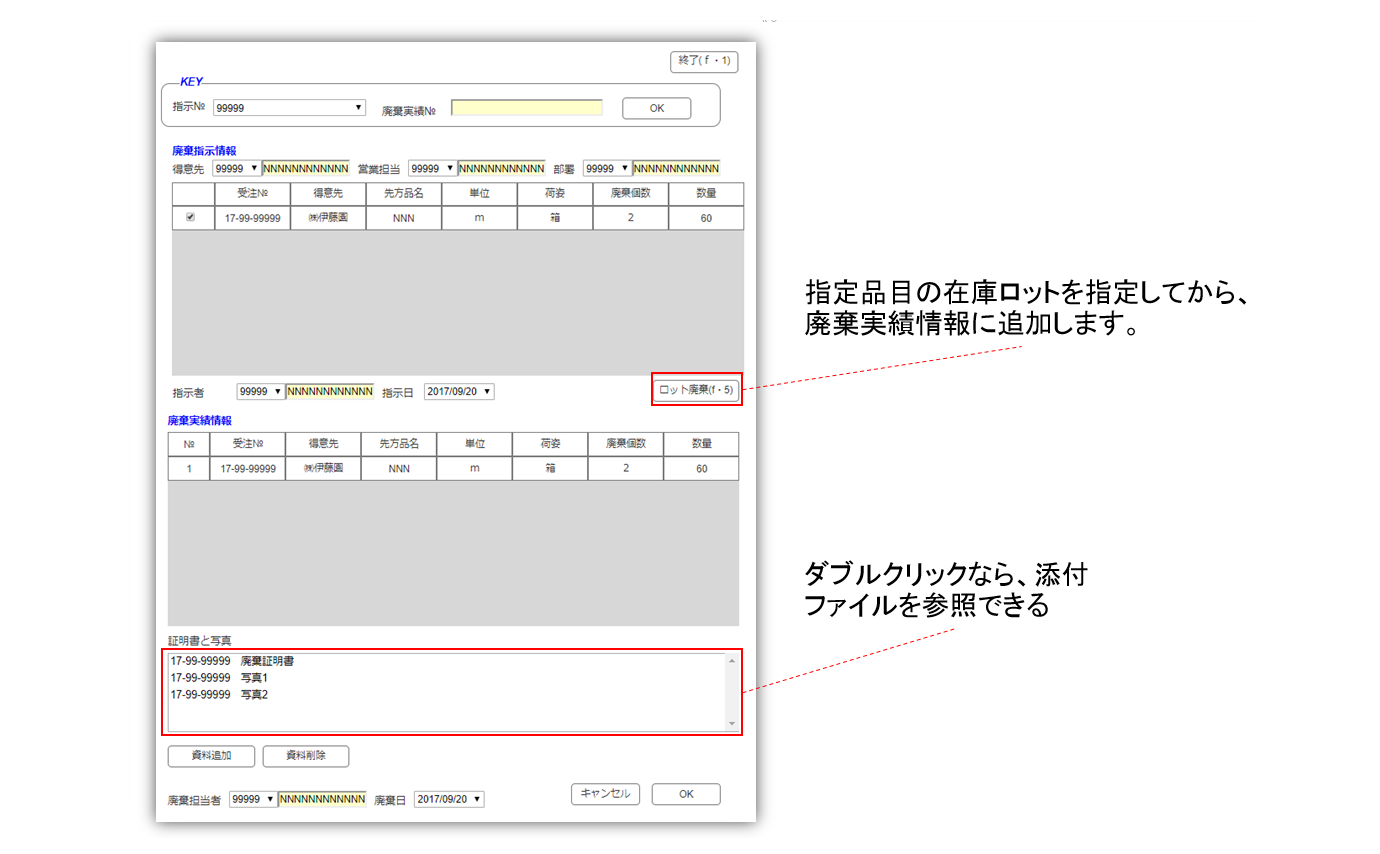 終了(ｆ・1)
KEY
指示№ 99999 廃棄実績№ OK
廃棄指示情報
得意先 99999 NNNNNNNNNNNN 営業担当 99999 NNNNNNNNNNNN 部署 99999 NNNNNNNNNNNN
受注№ 得意先 先方品名 単位 荷姿 廃棄個数 数量
17-99-99999 ㈱伊藤園 NNN m 箱 2 60
指定品目の在庫ロットを指定してから、
廃棄実績情報に追加します。
指示者 99999 NNNNNNNNNNNN 指示日 2017/09/20 ロット廃棄(f・5)
廃棄実績情報
№ 受注№ 得意先 先方品名 単位 荷姿 廃棄個数 数量
1 17-99-99999 ㈱伊藤園 NNN m 箱 2 60
ダブルクリックなら、添付
ファイルを参照できる
証明書と写真
17-99-99999 廃棄証明書
17-99-99999 写真1
17-99-99999 写真2
資料追加 資料削除
廃棄担当者 99999 NNNNNNNNNNNN 廃棄日 2017/09/20 キャンセル OK